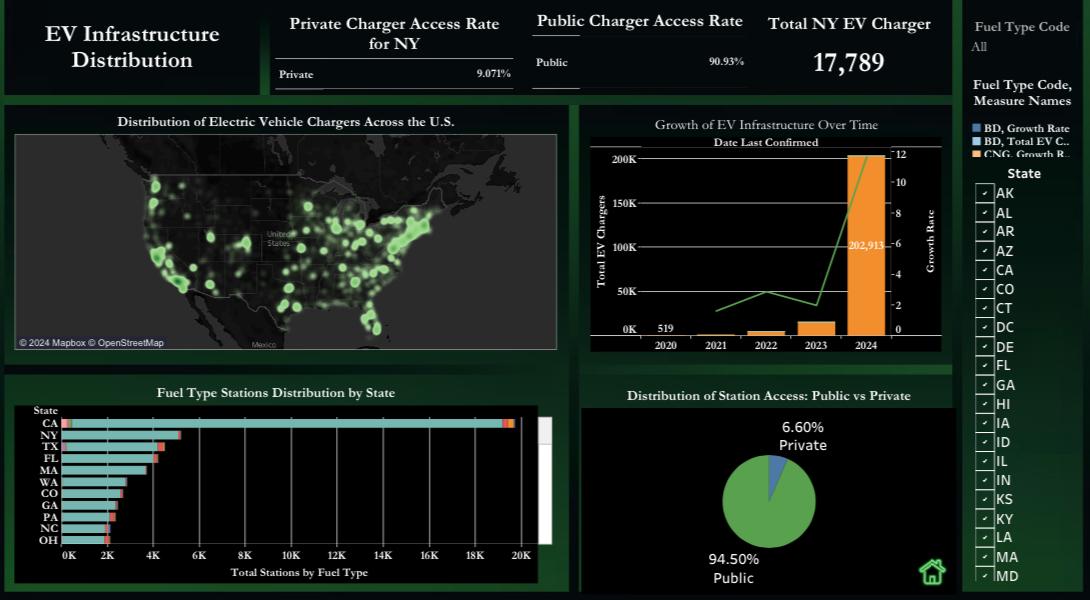 EV Infrastructure
Distribution
Private Charger Access Rate
for NY
Private 9.071%
Public Charger Access Rate
Public 90.93%
Total NY EV Charger
17,789
Fuel Type Code
All
Fuel Type Code,
Measure Names
BD, Growth Rate
BD, Total EV C..
CNG, Growth R..
State
AK
AL
AR
AZ
CA
CO
CT
DC
DE
FL
GA
HI
IA
ID
IL
IN
KS
KY
LA
MA
MD
Distribution of Electric Vehicle Chargers Across the U.S.
United
States
Mexico
© 2024 Mapbox © OpenStreetMap
Growth of EV Infrastructure Over Time
Date Last Confirmed
Total EV Chargers
200K
150K
100K
50K
0K
519
202,913
12
10
8
6
4
2
0
Growth Rate
2020 2021 2022 2023 2024
Fuel Type Stations Distribution by State
State
CA
NY
TX
FL
MA
WA
CO
GA
PA
NC
OH
0K 2K 4K 6K 8K 10K 12K 14K 16K 18K 20K
Total Stations by Fuel Type
Distribution of Station Access: Public vs Private
6.60%
Private
94.50%
Public